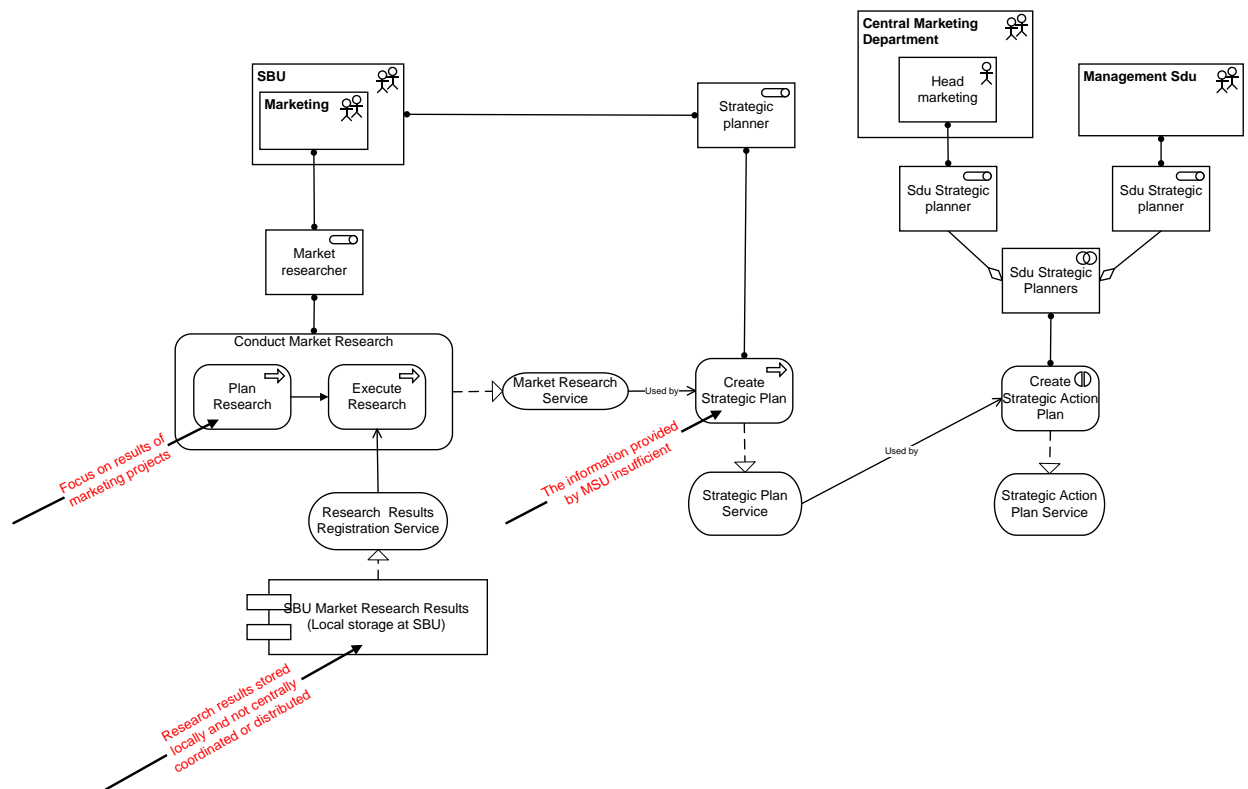 Central Marketing
Department
Head
marketing
SBU
Marketing
Strategic
planner
Management Sdu
Sdu Strategic
planner
Sdu Strategic
planner
Market
researcher
Sdu Strategic
Planners
Conduct Market Research
Plan
Research
Execute
Research
Market Research
Service
Used by
Create
Strategic Plan
Create
Strategic Action
Plan
Focus on results of
marketing projects
The information provided
by MSU insufficient
Used by
Research Results
Registration Service
Strategic Plan
Service
Strategic Action
Plan Service
SBU Market Research Results
(Local storage at SBU)
Research results stored
locally and not centrally
coordinated or distributed